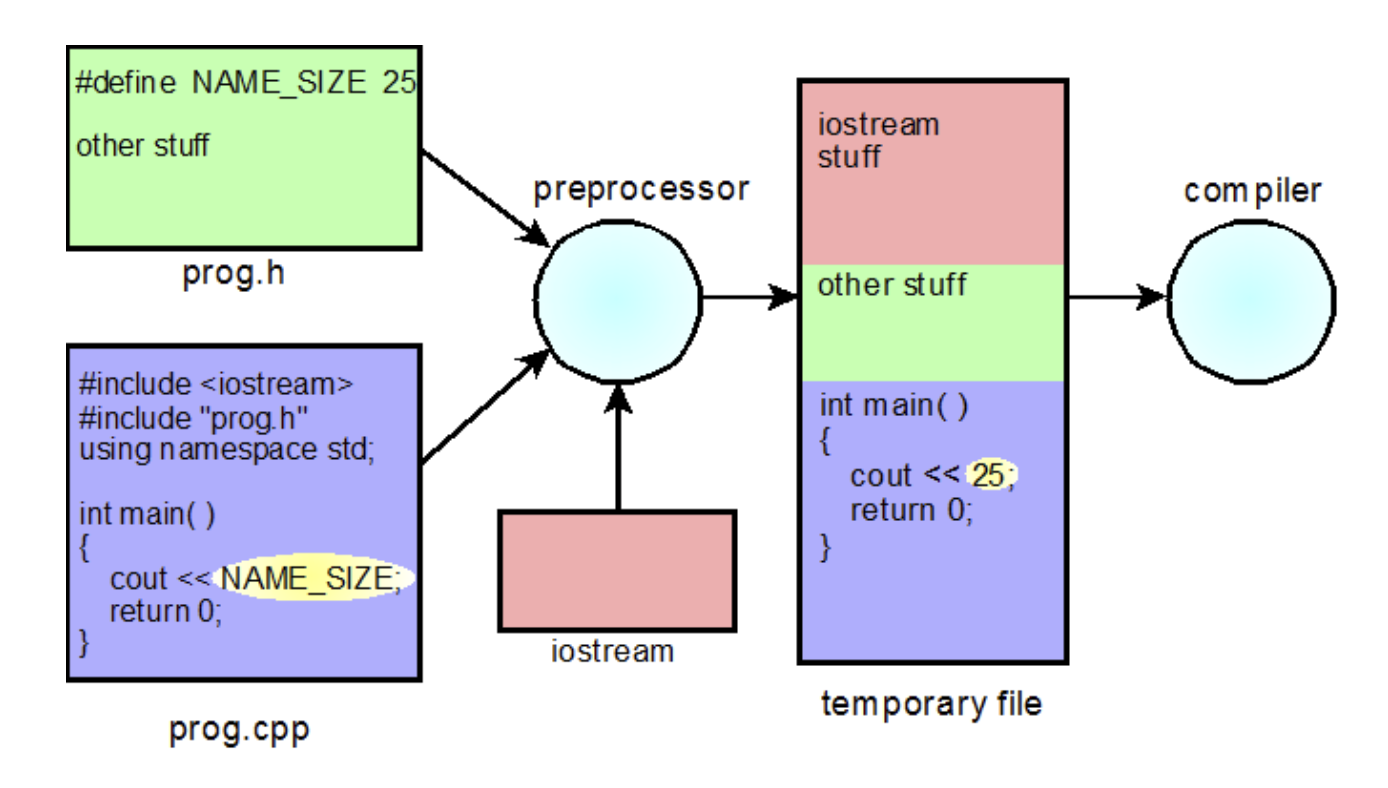 #define NAME_SIZE 25
other stuff
prog.h
#include <iostream>
#include "prog.h"
using namespace std;
int main( )
{
cout << NAME_SIZE;
return 0;
}
prog.cpp
preprocessor
iostream
iostream
stuff
other stuff
int main( )
{
cout << 25;
return 0;
}
temporary file
compiler